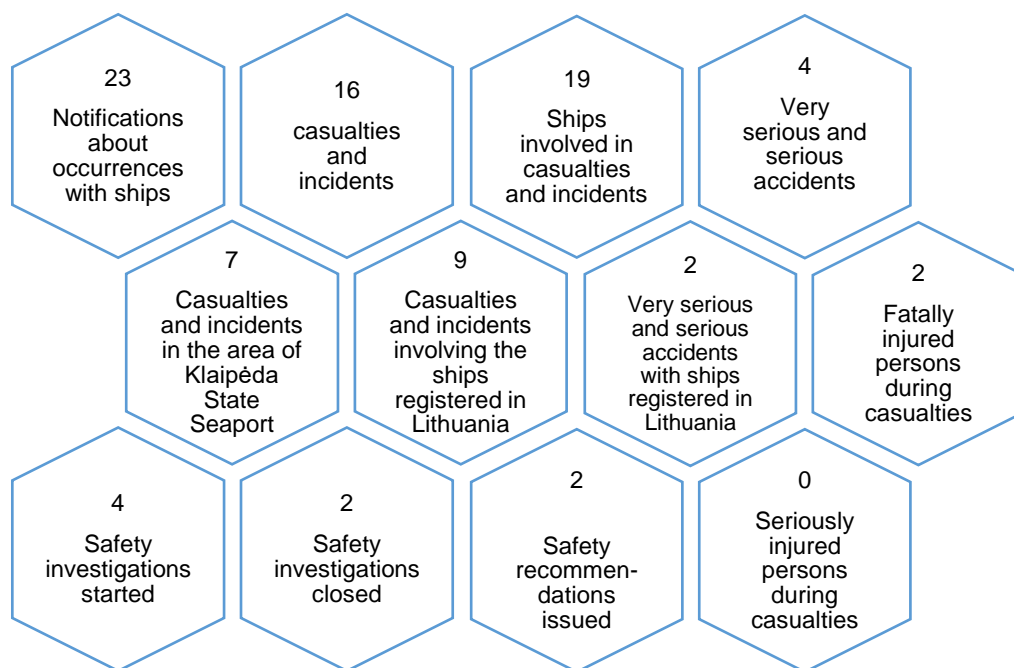 23
Notifications
about
occurrences
with ships
16
casualties
and
incidents
19
Ships
involved in
casualties
and incidents
4
Very
serious and
serious
accidents
7
Casualties
and incidents
in the area of
Klaipėda
State
Seaport
9
Casualties
and incidents
involving the
ships
registered in
Lithuania
2
Very serious
and serious
accidents
with ships
registered in
Lithuania
2
Fatally
injured
persons
during
casualties
4
Safety
investigations
started
2
Safety
investigations
closed
2
Safety
recommen-
dations
issued
0
Seriously
injured
persons
during
casualties